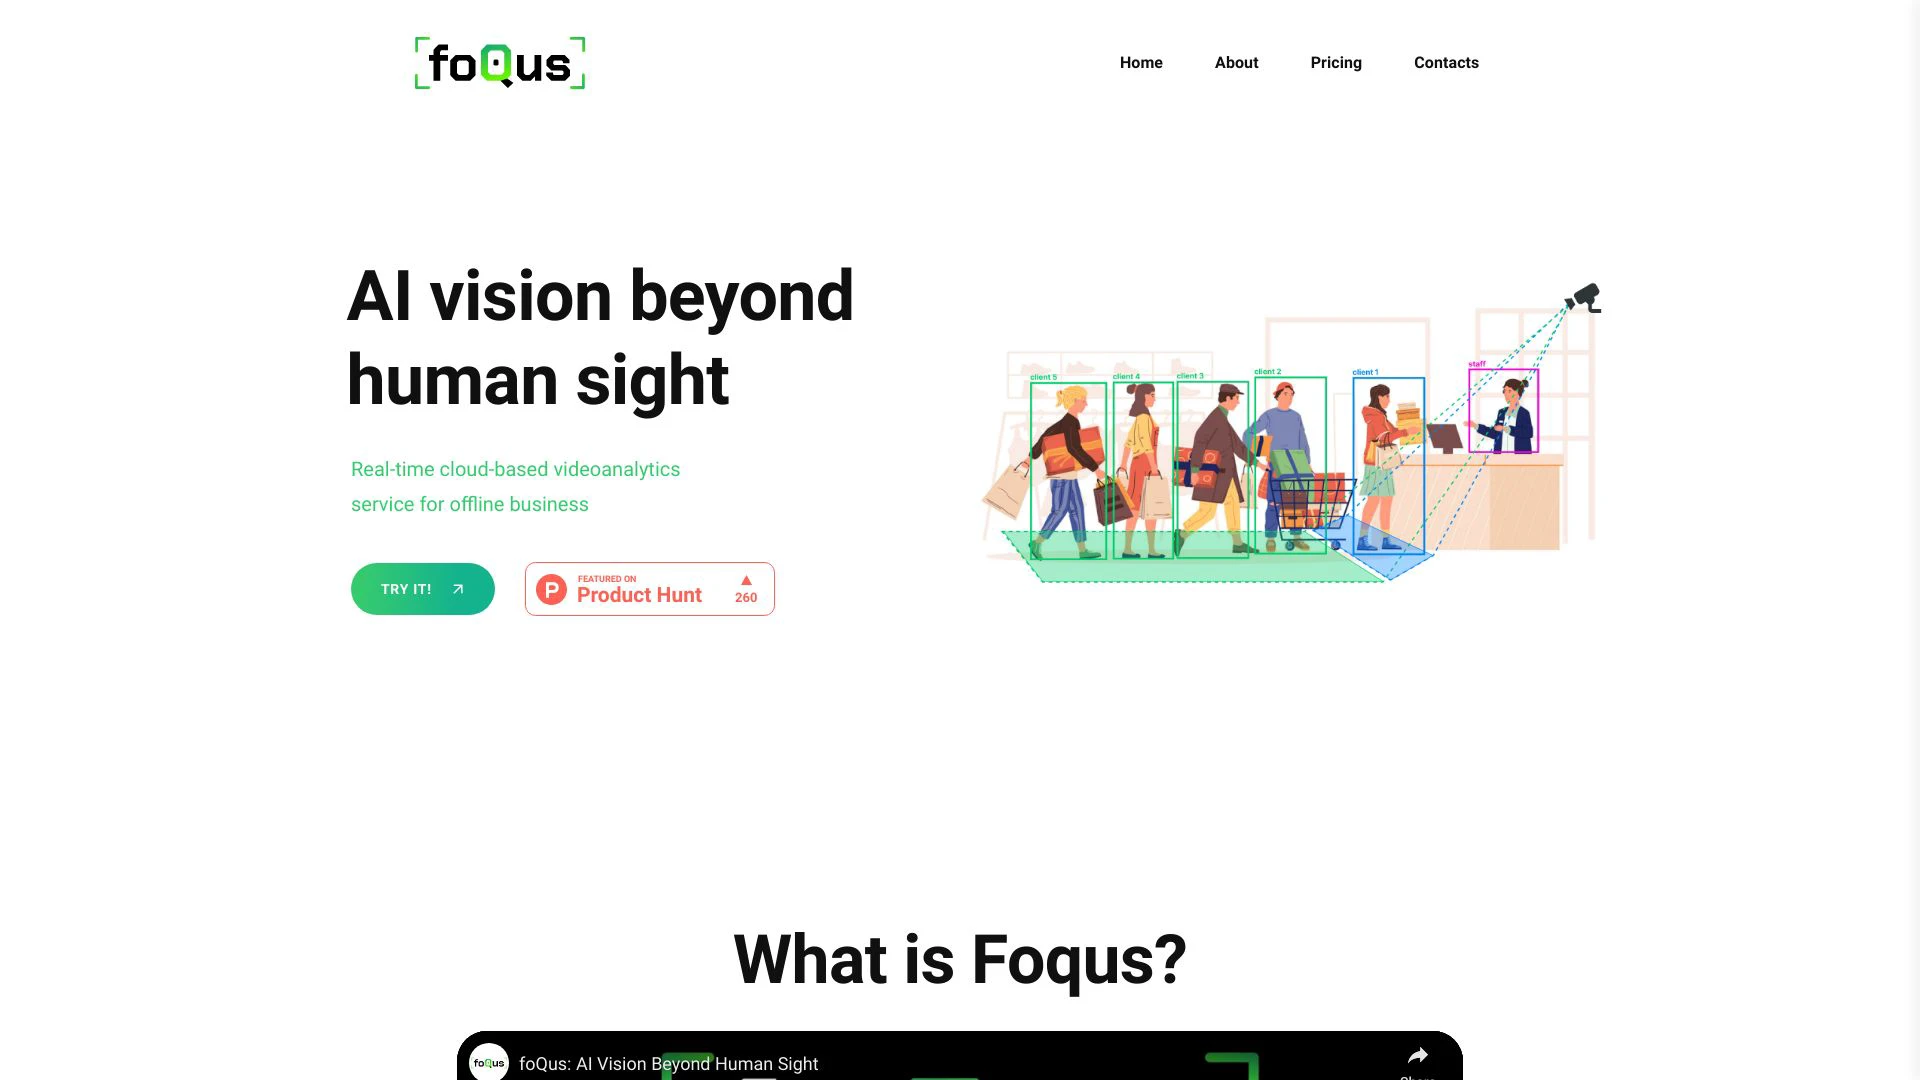 foQus
Home
About
Pricing
Contacts
AI vision beyond
human sight
Real-time cloud-based videoanalytics
service for offline business
TRY IT!
FEATURED ON
Product Hunt
260
P
client 5
client 4
client 3
client 2
client 1
staff
What is Foqus?
foQus
foQus: AI Vision Beyond Human Sight